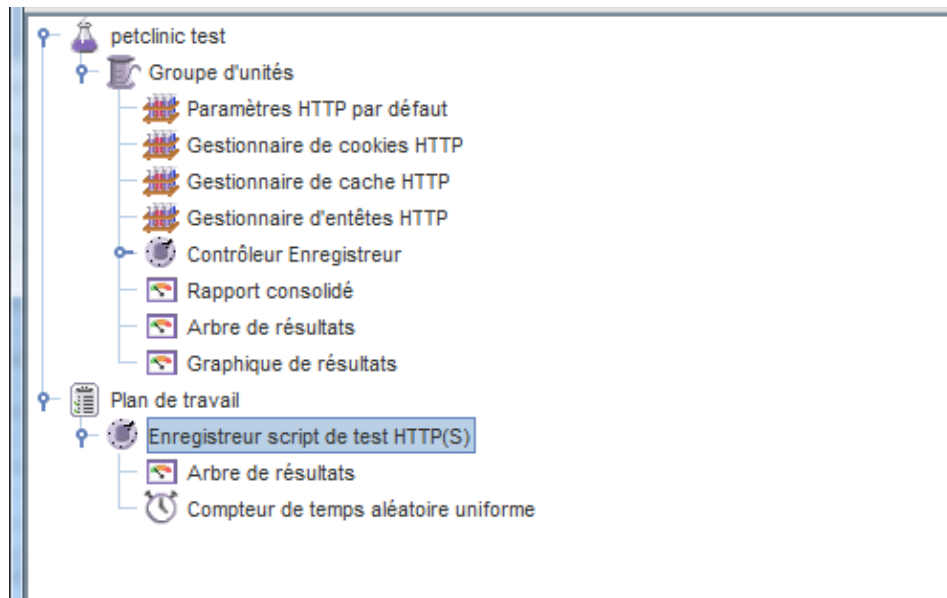 petclinic test
Groupe d'unités
Paramètres HTTP par défaut
Gestionnaire de cookies HTTP
Gestionnaire de cache HTTP
Gestionnaire d'entêtes HTTP
Contrôleur Enregistreur
Rapport consolidé
Arbre de résultats
Graphique de résultats
Plan de travail
Enregistreur script de test HTTP(S)
Arbre de résultats
Compteur de temps aléatoire uniforme